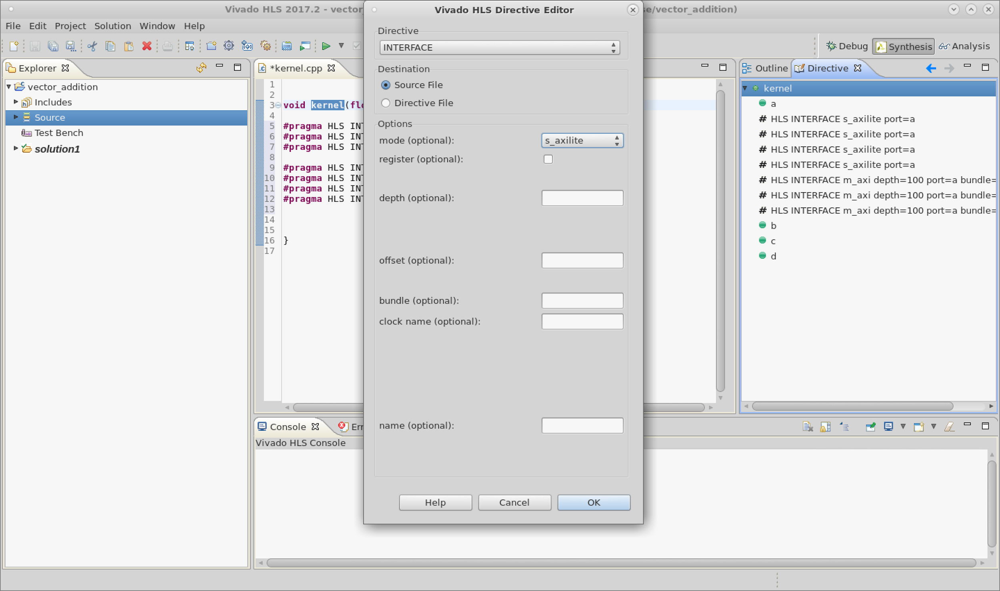 Vivado HLS 2017.2 - vector_
se/vector_addition)
Vivado HLS Directive Editor
File Edit Project Solution Window Help
Debug Synthesis Analysis
Explorer
vector_addition
Includes
Source
Test Bench
solution1
*kernel.cpp
1
2
3 void kernel(flo
4
5 #pragma HLS INT
6 #pragma HLS INT
7 #pragma HLS INT
8
9 #pragma HLS INT
10 #pragma HLS INT
11 #pragma HLS INT
12 #pragma HLS INT
13
14
15
16 }
17
Directive
INTERFACE
Destination
Source File
Directive File
Options
mode (optional): s_axilite
register (optional):
depth (optional):
offset (optional):
bundle (optional):
clock name (optional):
name (optional):
Help Cancel OK
Outline Directive
kernel
a
# HLS INTERFACE s_axilite port=a
# HLS INTERFACE s_axilite port=a
# HLS INTERFACE s_axilite port=a
# HLS INTERFACE s_axilite port=a
# HLS INTERFACE m_axi depth=100 port=a bundle=
# HLS INTERFACE m_axi depth=100 port=a bundle=
# HLS INTERFACE m_axi depth=100 port=a bundle=
b
c
d
Console Err
Vivado HLS Console